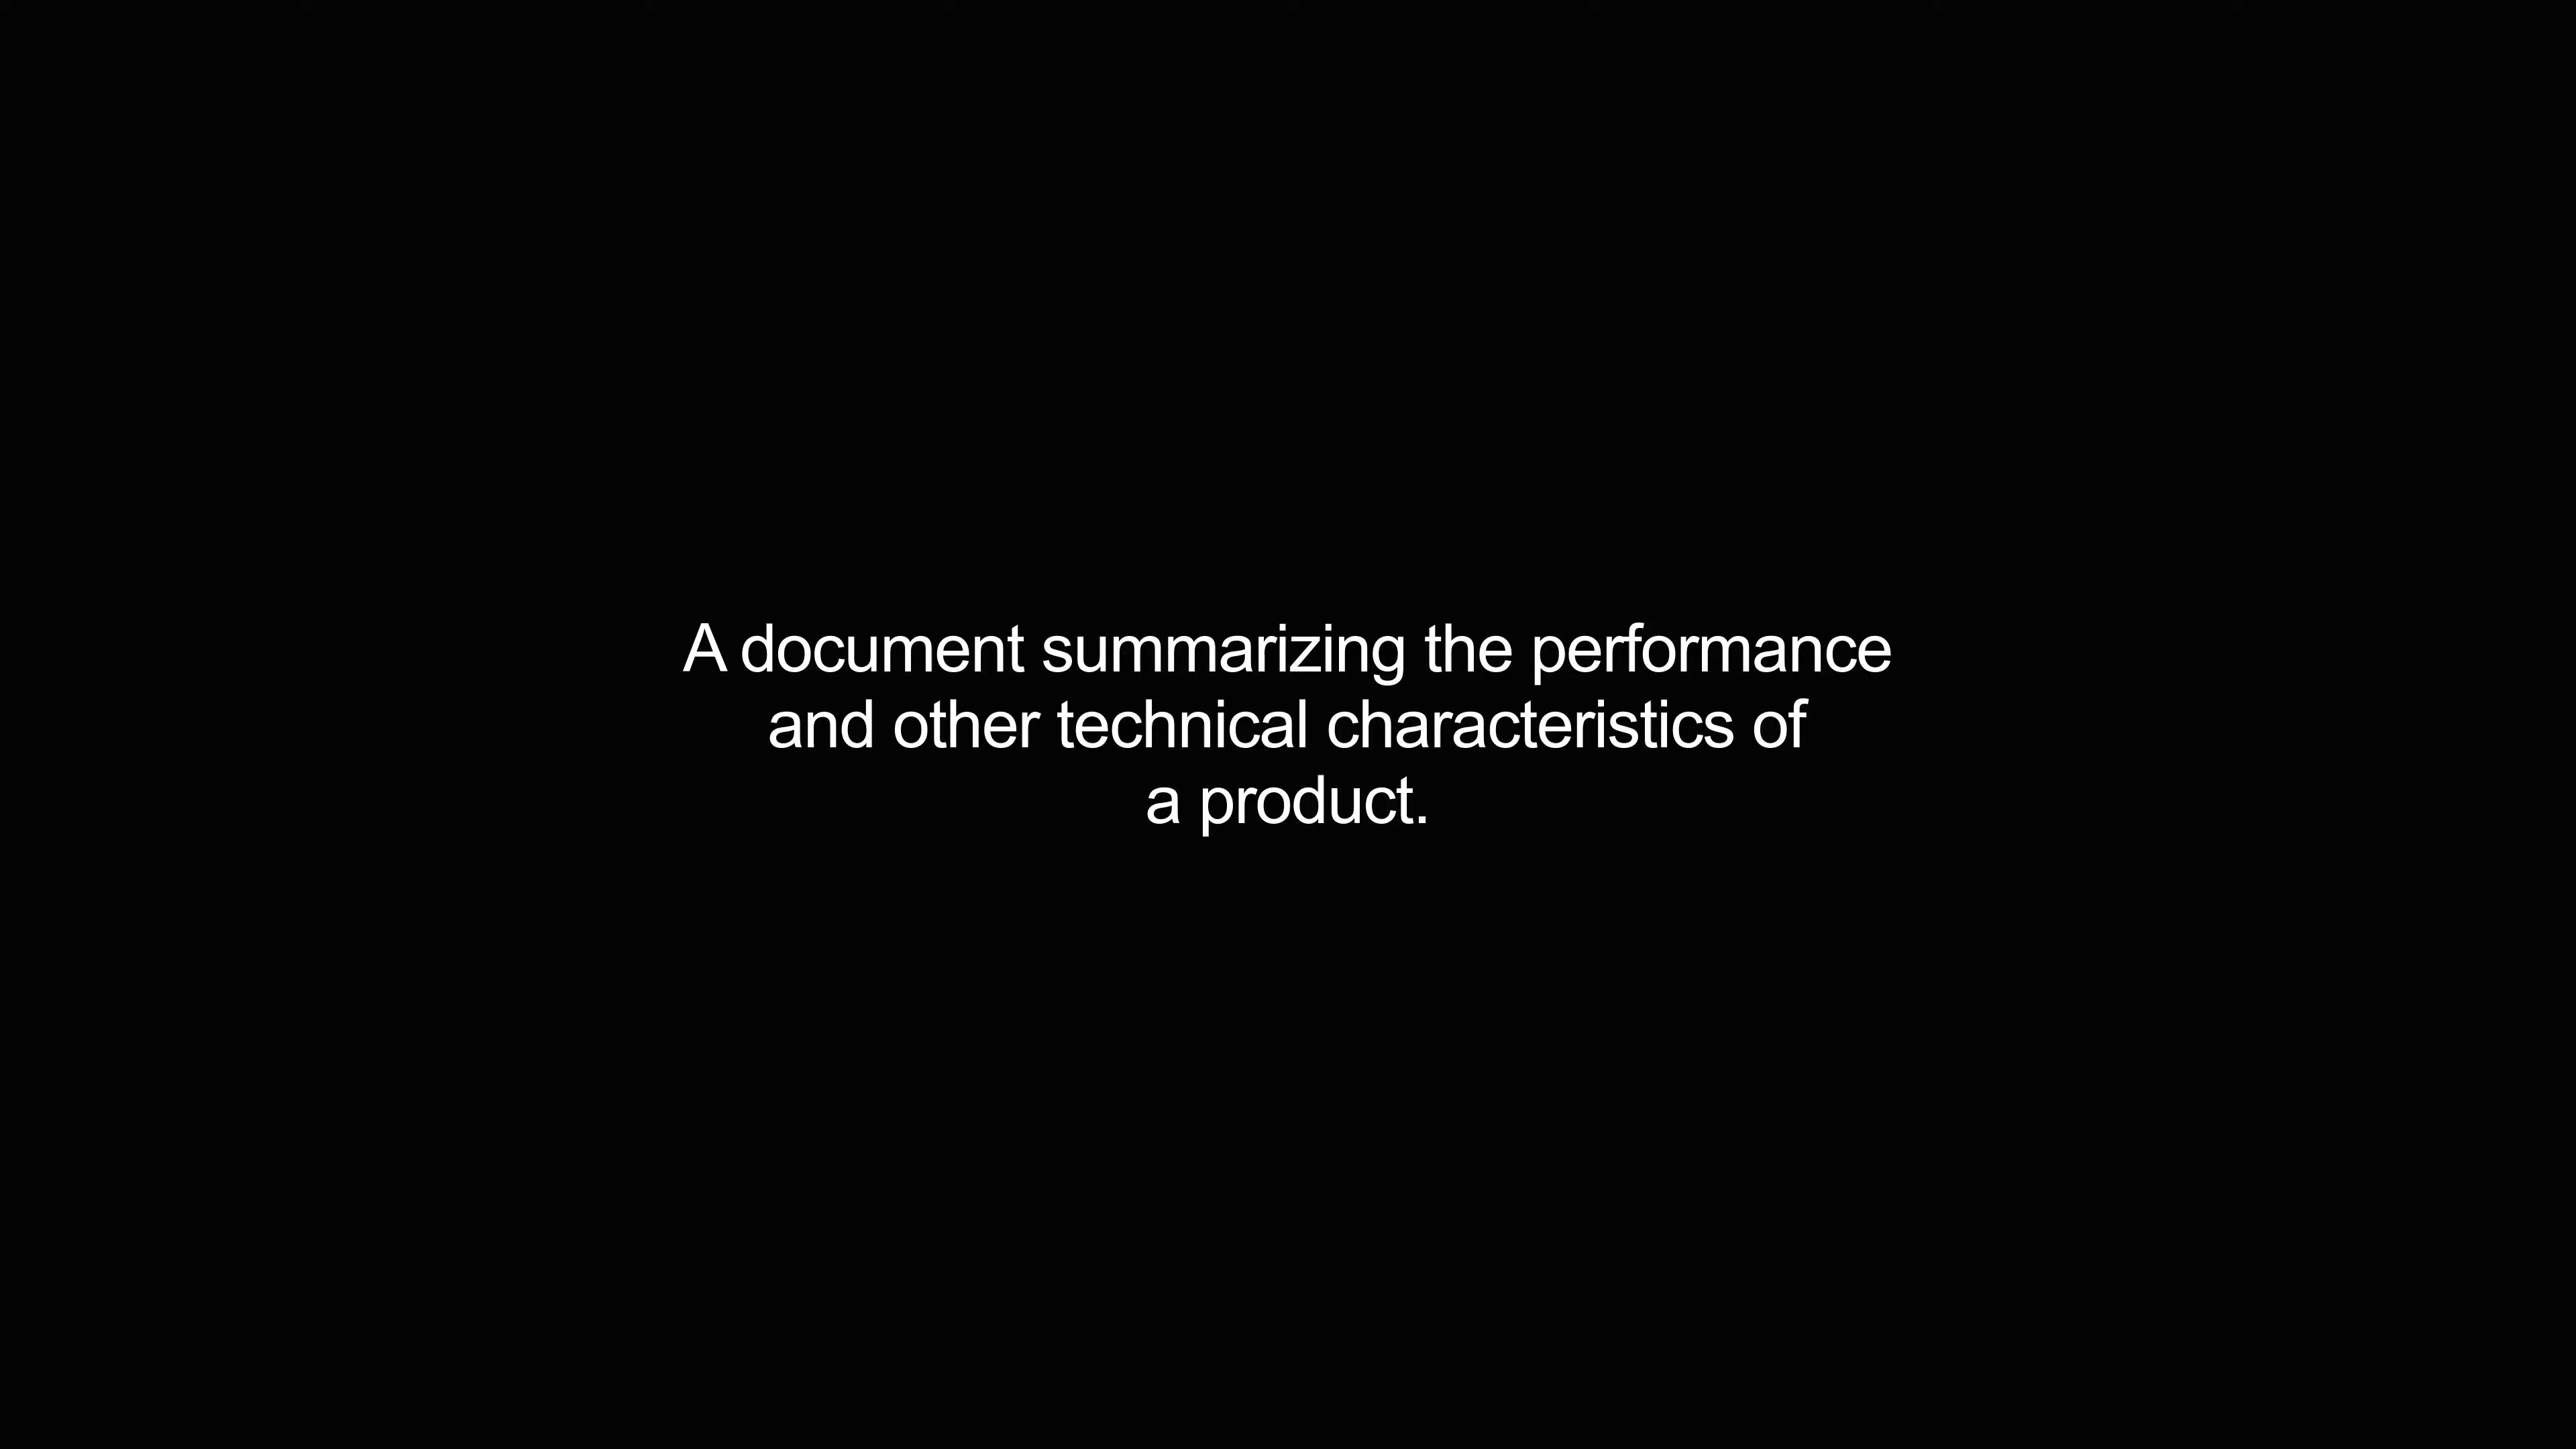 A document summarizing the performance
and other technical characteristics of
a product.